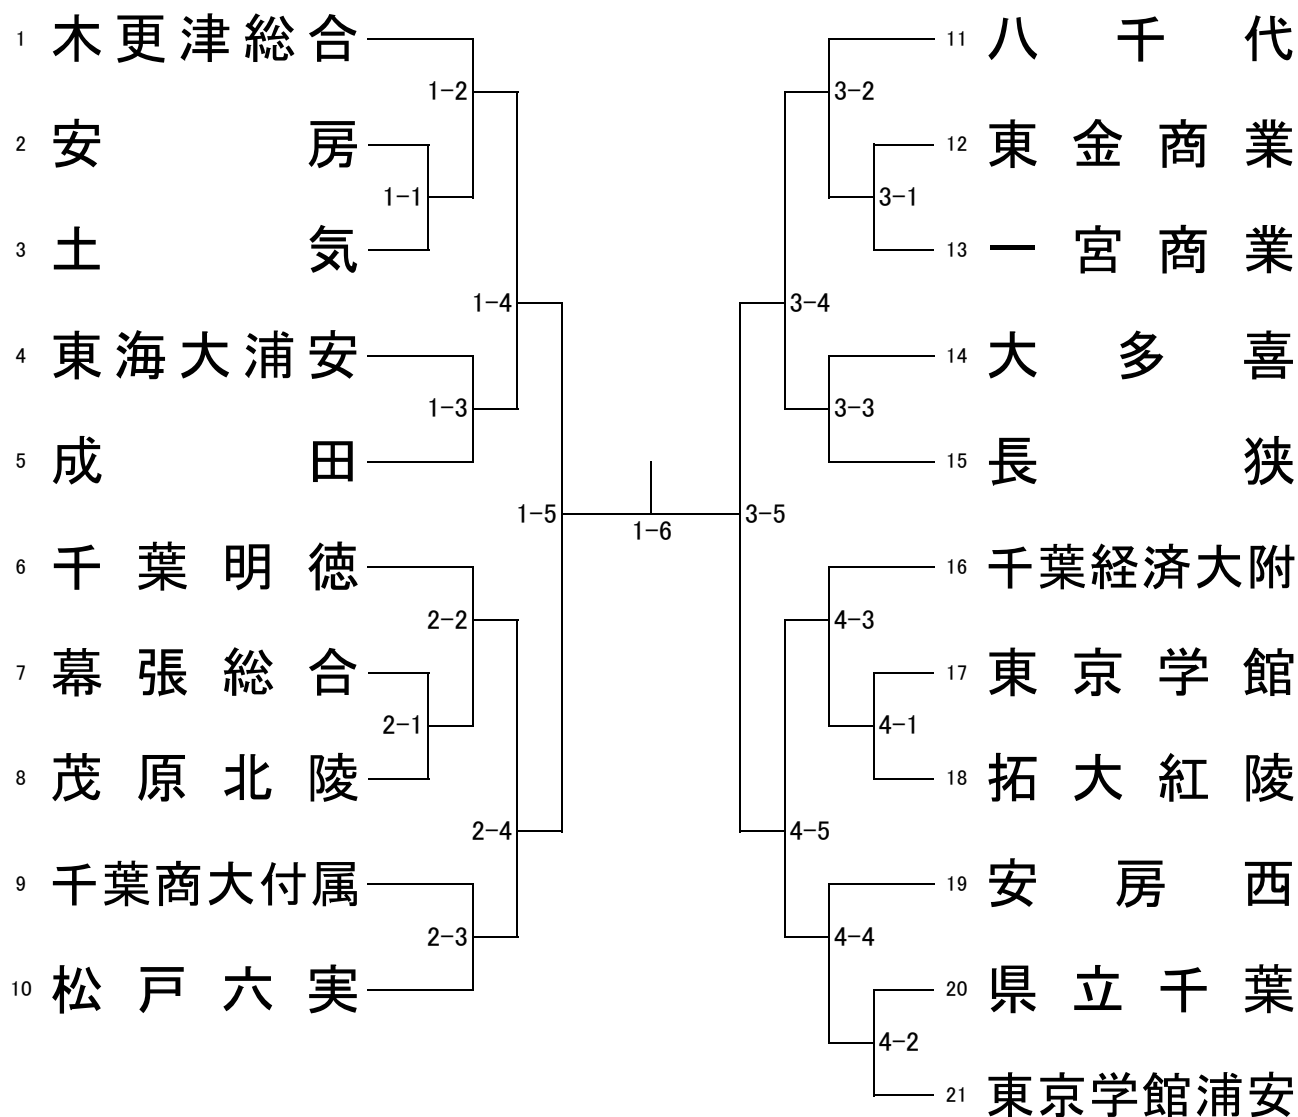 1 木更津総合
1-2
2 安房
1-1
3 土気
1-4
4 東海大浦安
1-3
5 成田
1-5
6 千葉明徳
2-2
7 幕張総合
2-1
8 茂原北陵
2-4
9 千葉商大付属
2-3
10 松戸六実
1-6
11 八千代
3-2
12 東金商業
3-1
13 一宮商業
3-4
14 大多喜
3-3
15 長狭
3-5
16 千葉経済大附
4-3
17 東京学館
4-1
18 拓大紅陵
4-5
19 安房西
4-4
20 県立千葉
4-2
21 東京学館浦安